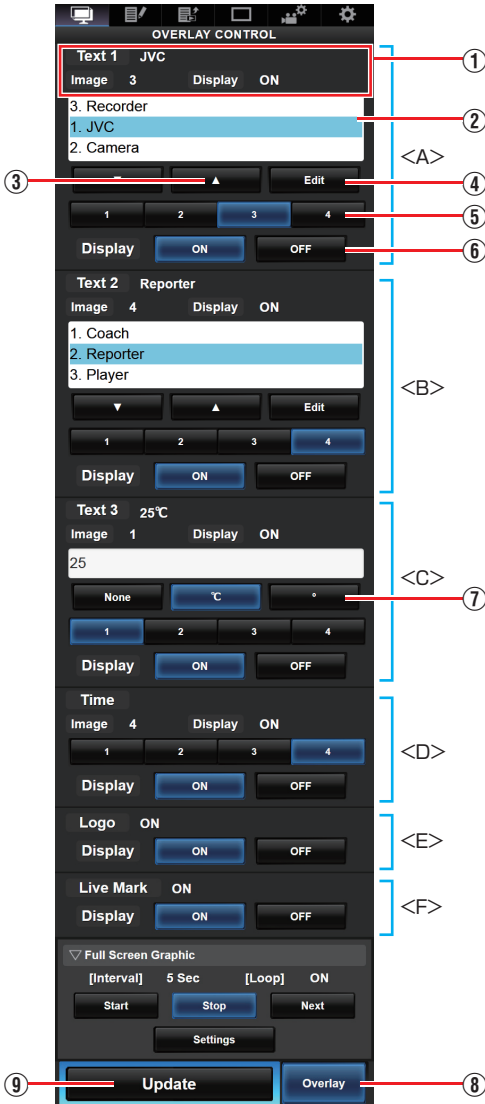 OVERLAY CONTROL
Text 1 JVC
Image 3 Display ON
3. Recorder
1. JVC
2. Camera
▼ ▲ Edit
1 2 3 4
Display ON OFF
Text 2 Reporter
Image 4 Display ON
1. Coach
2. Reporter
3. Player
▼ ▲ Edit
1 2 3 4
Display ON OFF
Text 3 25℃
Image 1 Display ON
25
None ℃ °
1 2 3 4
Display ON OFF
Time
Image 4 Display ON
1 2 3 4
Display ON OFF
Logo ON
Display ON OFF
Live Mark ON
Display ON OFF
▽ Full Screen Graphic
[Interval] 5 Sec [Loop] ON
Start Stop Next
Settings
Update Overlay
①
②
<A>
③
④
⑤
⑥
<B>
<C>
⑦
<D>
<E>
<F>
⑨
⑧